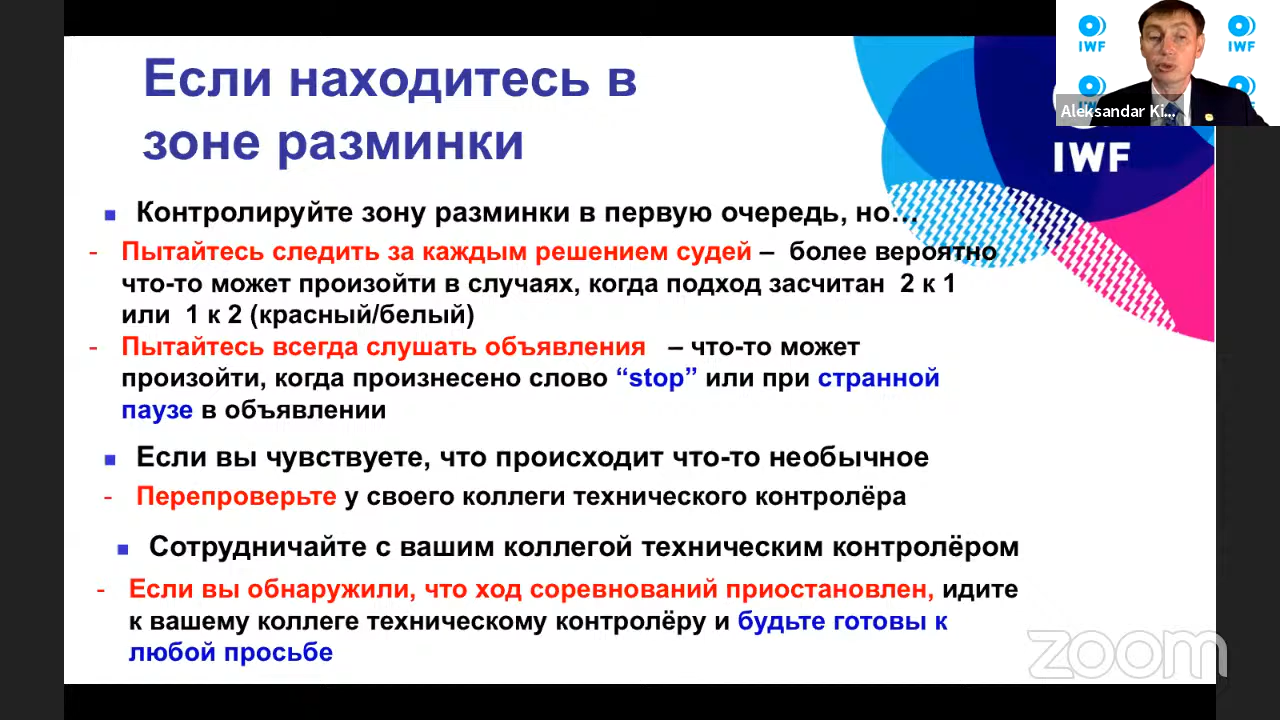 Если находитесь в
зоне разминки
Контролируйте зону разминки в первую очередь, но...
- Пытайтесь следить за каждым решением судей – более вероятно
что-то может произойти в случаях, когда подход засчитан 2 к 1
или 1 к 2 (красный/белый)
- Пытайтесь всегда слушать объявления – что-то может
произойти, когда произнесено слово “stop” или при странной
паузе в объявлении
Если вы чувствуете, что происходит что-то необычное
- Перепроверьте у своего коллеги технического контролёра
Сотрудничайте с вашим коллегой техническим контролёром
- Если вы обнаружили, что ход соревнований приостановлен, идите
к вашему коллеге техническому контролёру и будьте готовы к
любой просьбе
IWF
IWF
IWF
Aleksandar Ki...
IWF
zoom